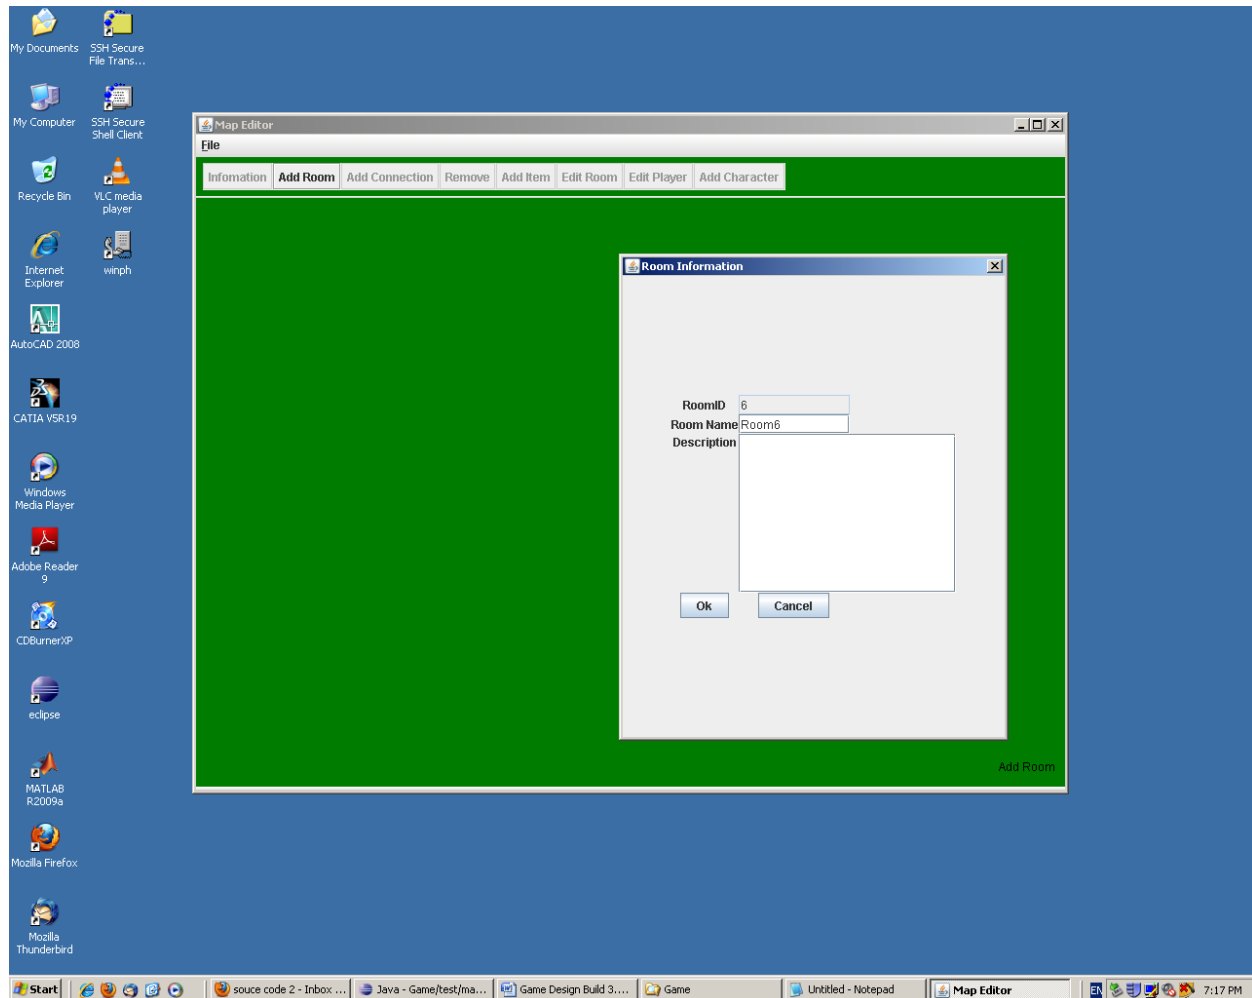 My Documents
SSH Secure
File Trans...
My Computer
SSH Secure
Shell Client
Recycle Bin
VLC media
player
Internet
Explorer
winph
AutoCAD 2008
CATIA V5R19
Windows
Media Player
Adobe Reader
9
CDBurnerXP
eclipse
MATLAB
R2009a
Mozilla Firefox
Mozilla
Thunderbird
Map Editor
File
Infomation Add Room Add Connection Remove Add Item Edit Room Edit Player Add Character
Room Information
RoomID 6
Room Name Room6
Description
Ok Cancel
Add Room
Start souce code 2 - Inbox ... Java - Game/test/ma... Game Design Build 3.... Game Untitled - Notepad Map Editor EN 7:17 PM